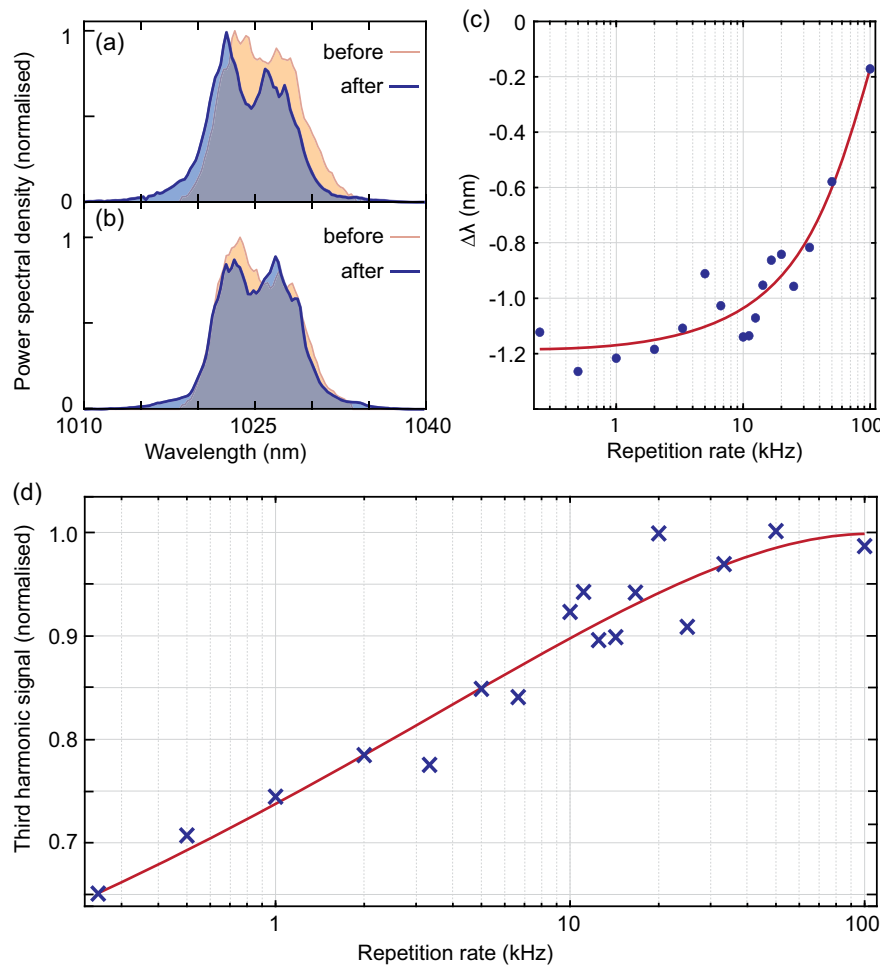 (a)
before
after
1
0
(b)
before
after
1
0
Power spectral density (normalised)
1010
1025
1040
Wavelength (nm)
(c)
0
-0.2
-0.4
-0.6
-0.8
-1.0
-1.2
Δλ (nm)
1
10
100
Repetition rate (kHz)
(d)
1.0
0.9
0.8
0.7
Third harmonic signal (normalised)
1
10
100
Repetition rate (kHz)